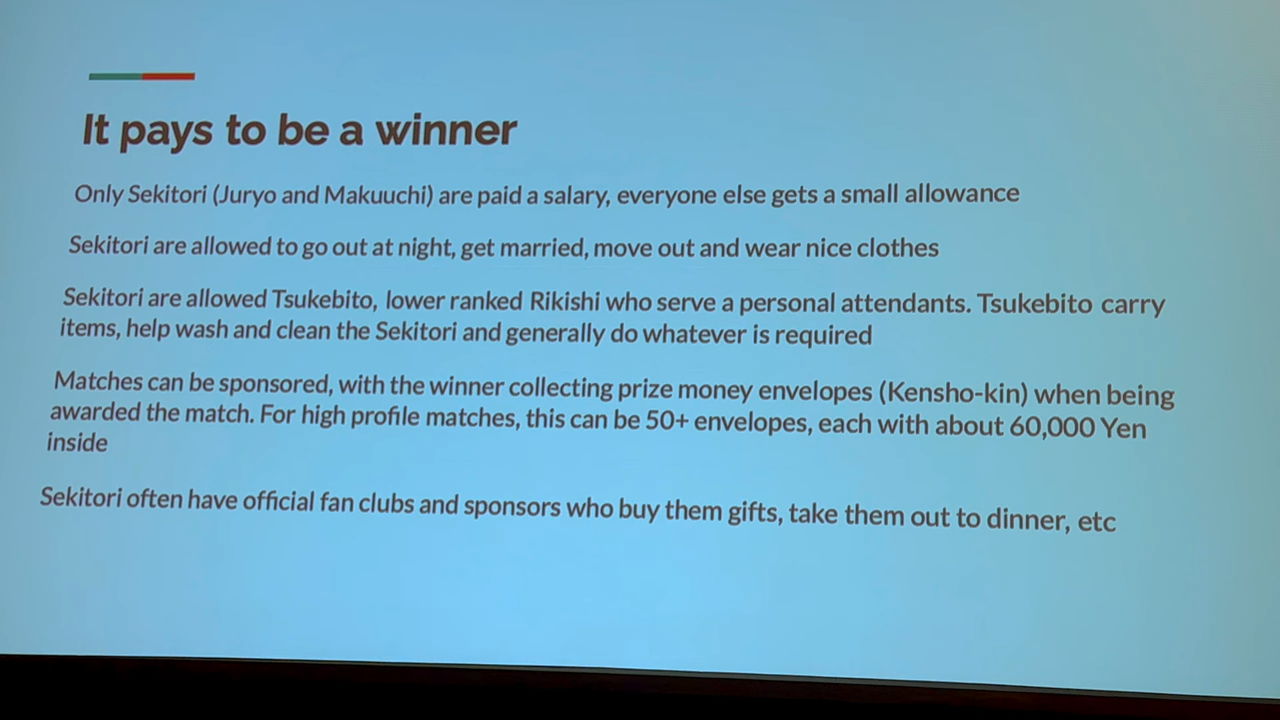 It pays to be a winner
Only Sekitori (Juryo and Makuuchi) are paid a salary, everyone else gets a small allowance
Sekitori are allowed to go out at night, get married, move out and wear nice clothes
Sekitori are allowed Tsukebito, lower ranked Rikishi who serve a personal attendants. Tsukebito carry
items, help wash and clean the Sekitori and generally do whatever is required
Matches can be sponsored, with the winner collecting prize money envelopes (Kensho-kin) when being
awarded the match. For high profile matches, this can be 50+ envelopes, each with about 60,000 Yen
inside
Sekitori often have official fan clubs and sponsors who buy them gifts, take them out to dinner, etc